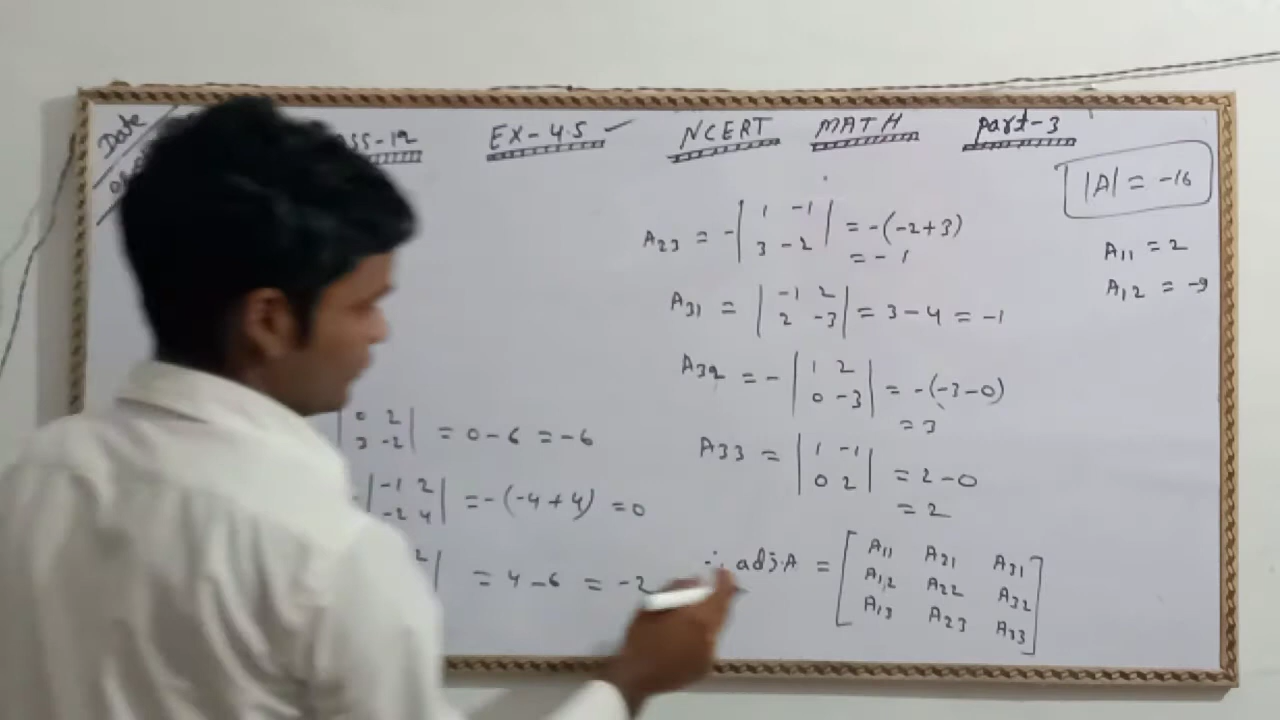 Date
SS-12 EX-4.5 ✓ NCERT MATH part-3
|A| = -16
A11 = 2
A12 = -9
A23 = -|1 -1; 3 -2| = -(-2+3)
= -1
A31 = |-1 2; 2 -3| = 3-4 = -1
A32 = -|1 2; 0 -3| = -(-3-0)
= 3
A33 = |1 -1; 0 2| = 2-0
= 2
|0 2; 3 -2| = 0-6 = -6
-|-1 2; -2 4| = -(-4+4) = 0
2| = 4-6 = -2
∴ adj.A = [A11 A21 A31
A12 A22 A32
A13 A23 A33]